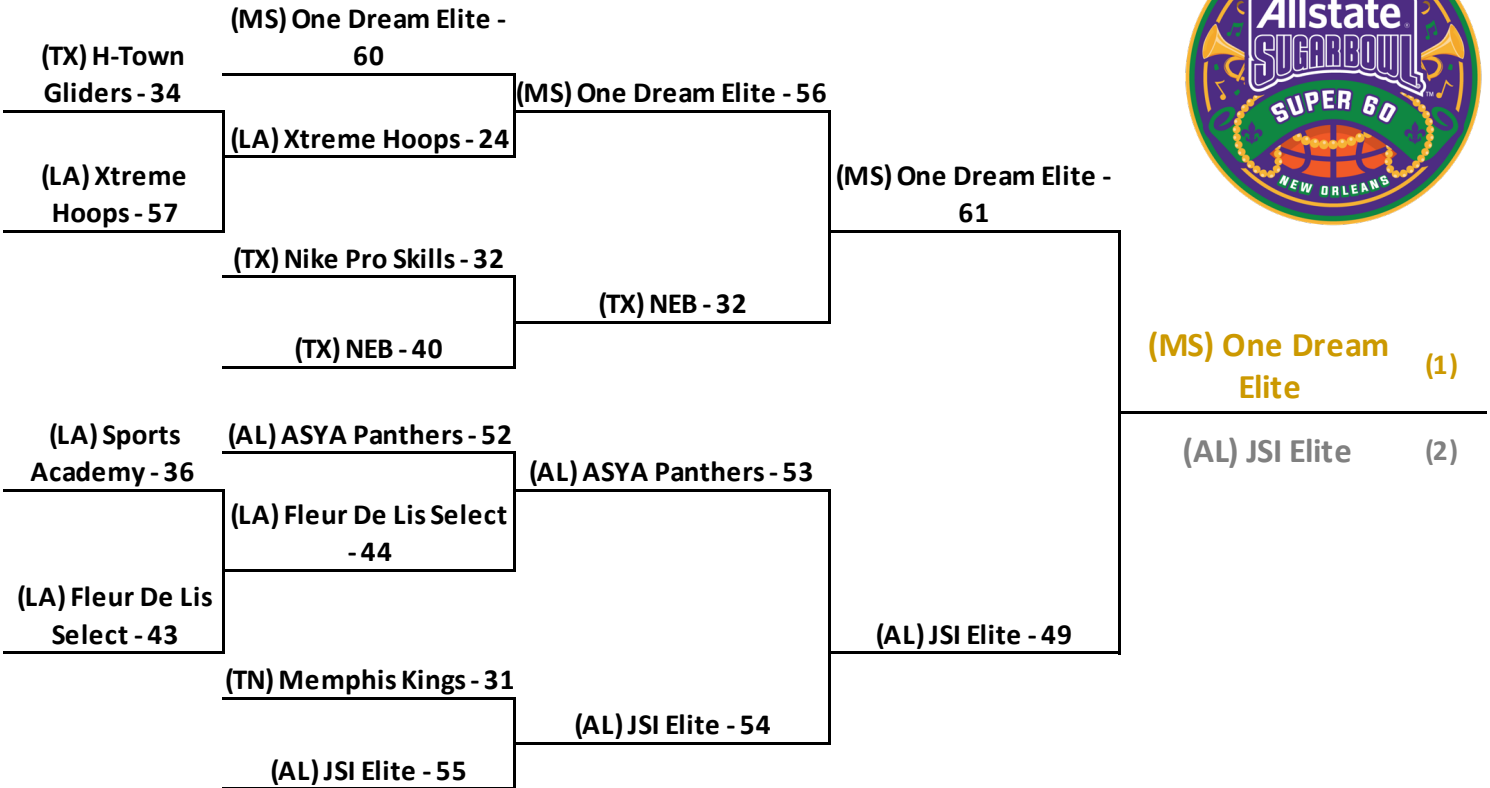 (MS) One Dream Elite -
60
(TX) H-Town
Gliders - 34
(MS) One Dream Elite - 56
(LA) Xtreme Hoops - 24
(LA) Xtreme
Hoops - 57
(MS) One Dream Elite -
61
(TX) Nike Pro Skills - 32
(TX) NEB - 32
(TX) NEB - 40
(MS) One Dream
Elite
(1)
(AL) JSI Elite
(2)
(LA) Sports
Academy - 36
(AL) ASYA Panthers - 52
(AL) ASYA Panthers - 53
(LA) Fleur De Lis Select
- 44
(LA) Fleur De Lis
Select - 43
(AL) JSI Elite - 49
(TN) Memphis Kings - 31
(AL) JSI Elite - 54
(AL) JSI Elite - 55
Allstate®
SUGARBOWL™
SUPER 60
NEW ORLEANS